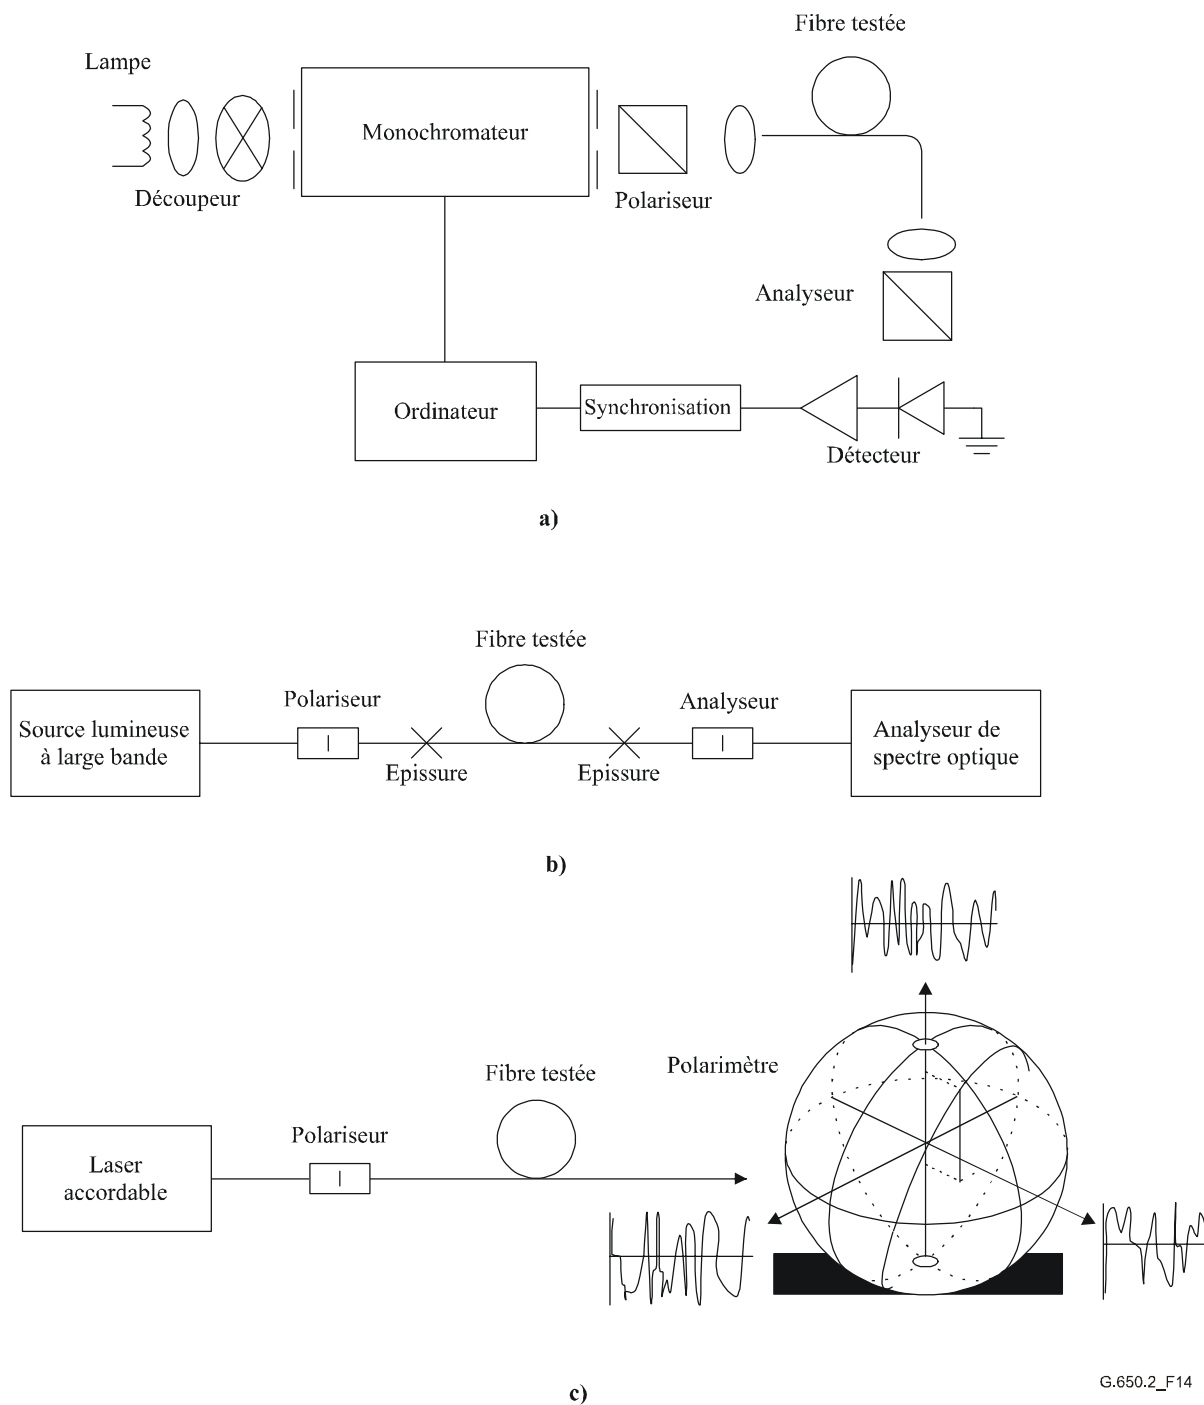 Fibre testée
Lampe
Monochromateur
Découpeur
Polariseur
Analyseur
Ordinateur
Synchronisation
Détecteur
a)
Fibre testée
Polariseur
Analyseur
Source lumineuse
à large bande
Analyseur de
spectre optique
Epissure
Epissure
b)
Polarimètre
Fibre testée
Polariseur
Laser
accordable
c)
G.650.2_F14